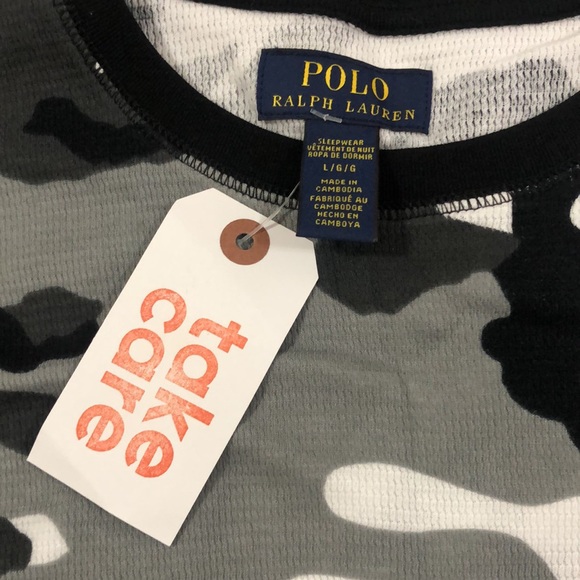 POLO
RALPH LAUREN
SLEEPWEAR
VÊTEMENT DE NUIT
ROPA DE DORMIR
L/G/G
MADE IN
CAMBODIA
FABRIQUÉ AU
CAMBODGE
HECHO EN
CAMBOYA
take
care